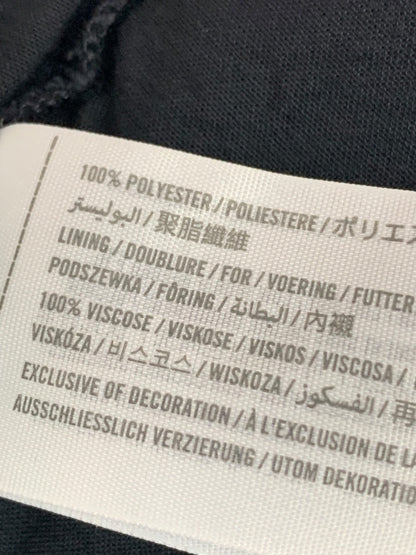 100% POLYESTER / POLIESTERE / ポリエス
البوليستر / 聚脂纖維
LINING / DOUBLURE / FOR / VOERING / FUTTER
PODSZEWKA / FÔRING / البطانة / 內襯
100% VISCOSE / VISKOSE / VISKOS / VISCOSA /
VISKÓZA / 비스코스 / WISKOZA / الفسكوز / 再
EXCLUSIVE OF DECORATION / À L'EXCLUSION DE LA
AUSSCHLIESSLICH VERZIERUNG / UTOM DEKORATION